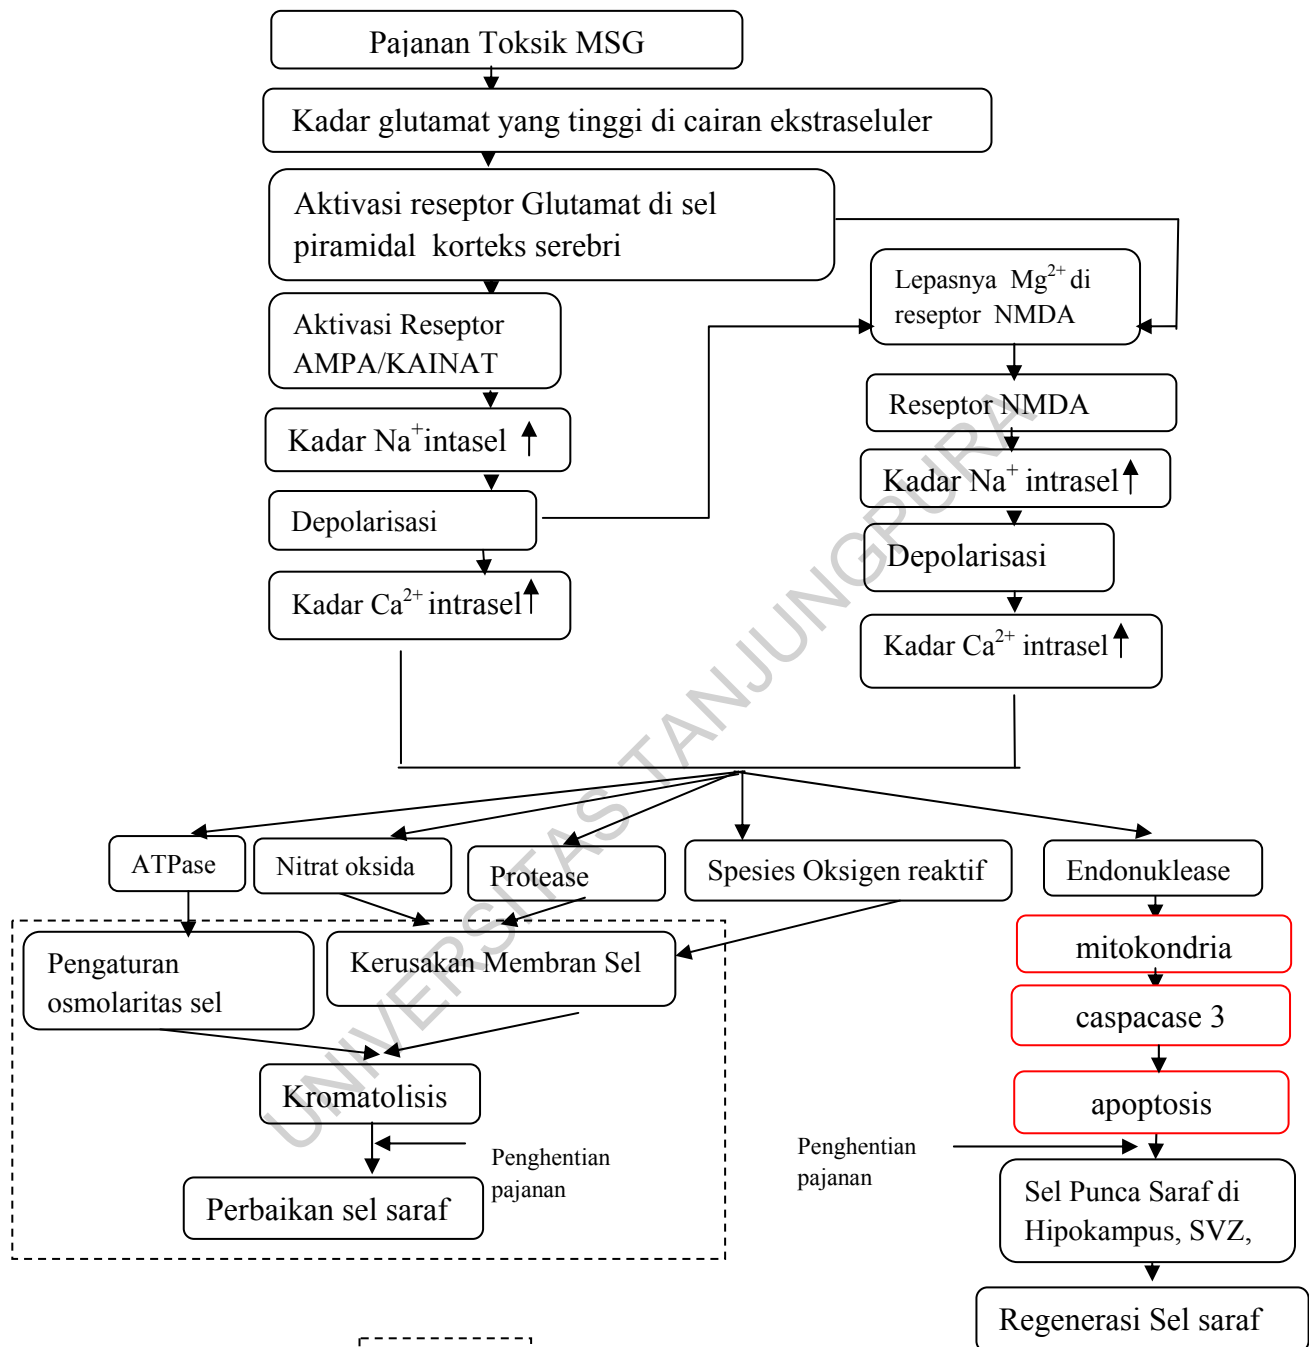 Pajanan Toksik MSG
Kadar glutamat yang tinggi di cairan ekstraseluler
Aktivasi reseptor Glutamat di sel
piramidal korteks serebri
Lepasnya Mg²⁺ di
reseptor NMDA
Aktivasi Reseptor
AMPA/KAINAT
Reseptor NMDA
Kadar Na⁺intasel
Kadar Na⁺ intrasel
Depolarisasi
Depolarisasi
Kadar Ca²⁺ intrasel
Kadar Ca²⁺ intrasel
UNIVERSITAS TANJUNGPURA
ATPase
Nitrat oksida
Protease
Spesies Oksigen reaktif
Endonuklease
Pengaturan
osmolaritas sel
Kerusakan Membran Sel
mitokondria
caspacase 3
Kromatolisis
apoptosis
Penghentian
pajanan
Penghentian
pajanan
Perbaikan sel saraf
Sel Punca Saraf di
Hipokampus, SVZ,
Regenerasi Sel saraf